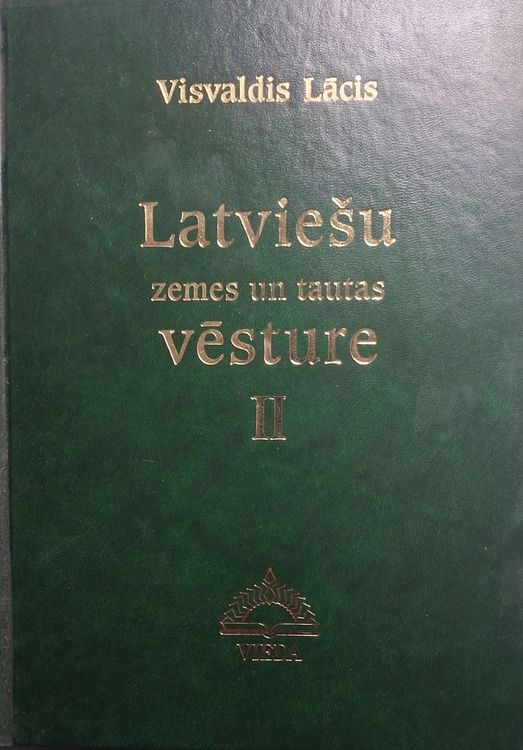 Visvaldis Lācis
Latviešu
zemes un tautas
vēsture
II
VIEDA